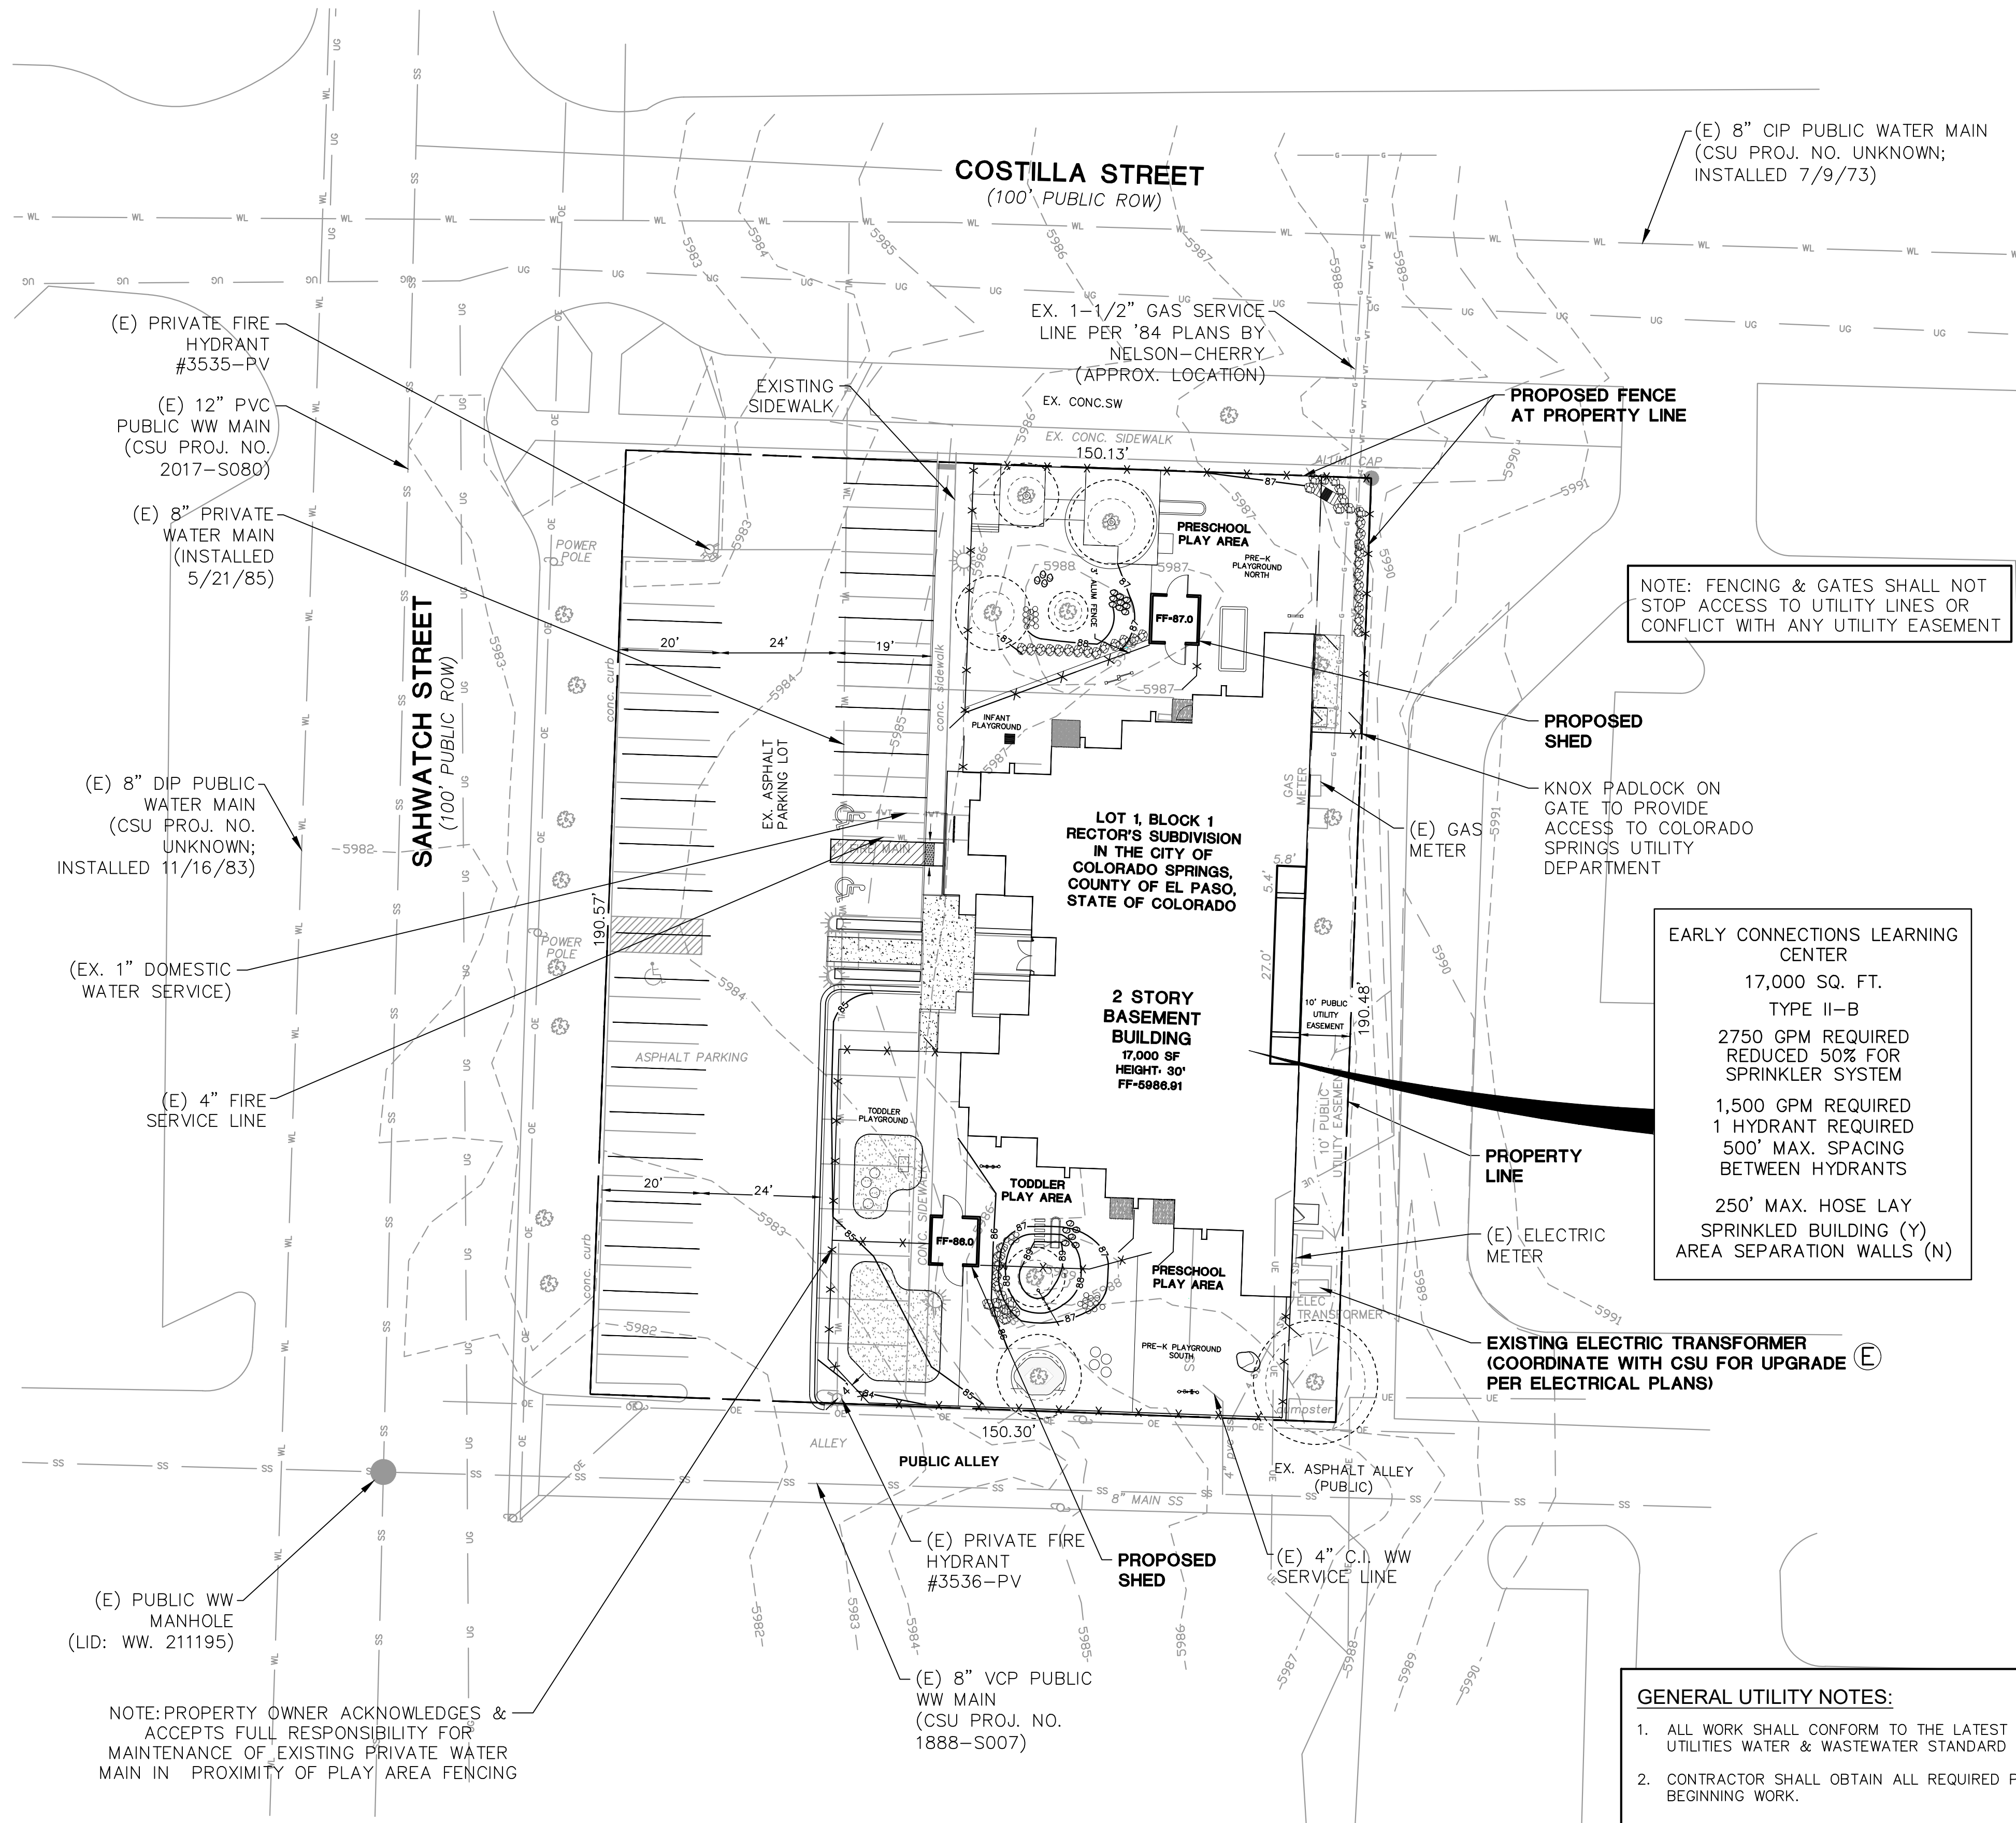 COSTILLA STREET
(100' PUBLIC ROW)
(E) 8" CIP PUBLIC WATER MAIN
(CSU PROJ. NO. UNKNOWN;
INSTALLED 7/9/73)
(E) PRIVATE FIRE
HYDRANT
#3535-PV
(E) 12" PVC
PUBLIC WW MAIN
(CSU PROJ. NO.
2017-S080)
(E) 8" PRIVATE
WATER MAIN
(INSTALLED
5/21/85)
EXISTING
SIDEWALK
EX. 1-1/2" GAS SERVICE
LINE PER '84 PLANS BY
NELSON-CHERRY
(APPROX. LOCATION)
EX. CONC.SW
EX. CONC. SIDEWALK
150.13'
ALUM. CAP
PROPOSED FENCE
AT PROPERTY LINE
NOTE: FENCING & GATES SHALL NOT
STOP ACCESS TO UTILITY LINES OR
CONFLICT WITH ANY UTILITY EASEMENT
POWER
POLE
SAHWATCH STREET
(100' PUBLIC ROW)
conc. curb
20'
24'
19'
conc. sidewalk
PRESCHOOL
PLAY AREA
PRE-K
PLAYGROUND
NORTH
3' ALUM FENCE
FF-87.0
INFANT
PLAYGROUND
PROPOSED
SHED
KNOX PADLOCK ON
GATE TO PROVIDE
ACCESS TO COLORADO
SPRINGS UTILITY
DEPARTMENT
GAS
METER
(E) GAS
METER
EX. ASPHALT
PARKING LOT
LOT 1, BLOCK 1
RECTOR'S SUBDIVISION
IN THE CITY OF
COLORADO SPRINGS,
COUNTY OF EL PASO,
STATE OF COLORADO
(E) 8" DIP PUBLIC
WATER MAIN
(CSU PROJ. NO.
UNKNOWN;
INSTALLED 11/16/83)
4" FIRE MAIN
5.8'
5.4'
27.0'
190.57'
POWER
POLE
(EX. 1" DOMESTIC
WATER SERVICE)
(E) 4" FIRE
SERVICE LINE
2 STORY
BASEMENT
BUILDING
17,000 SF
HEIGHT: 30'
FF-5986.91
10' PUBLIC
UTILITY
EASEMENT
190.48'
10' PUBLIC
UTILITY EASEMENT
EARLY CONNECTIONS LEARNING
CENTER
17,000 SQ. FT.
TYPE II-B
2750 GPM REQUIRED
REDUCED 50% FOR
SPRINKLER SYSTEM
1,500 GPM REQUIRED
1 HYDRANT REQUIRED
500' MAX. SPACING
BETWEEN HYDRANTS
250' MAX. HOSE LAY
SPRINKLED BUILDING (Y)
AREA SEPARATION WALLS (N)
ASPHALT PARKING
TODDLER
PLAYGROUND
PROPERTY
LINE
20'
24'
TODDLER
PLAY AREA
CONC. SIDEWALK
FF-86.0
conc. curb
(E) ELECTRIC
METER
PRESCHOOL
PLAY AREA
ELEC
TRANSFORMER
PRE-K PLAYGROUND
SOUTH
EXISTING ELECTRIC TRANSFORMER
(COORDINATE WITH CSU FOR UPGRADE
PER ELECTRICAL PLANS)
E
dumpster
4'
150.30'
ALLEY
PUBLIC ALLEY
EX. ASPHALT ALLEY
(PUBLIC)
8" MAIN SS
(E) PRIVATE FIRE
HYDRANT
#3536-PV
PROPOSED
SHED
(E) 4" C.I. WW
SERVICE LINE
(E) PUBLIC WW
MANHOLE
(LID: WW. 211195)
(E) 8" VCP PUBLIC
WW MAIN
(CSU PROJ. NO.
1888-S007)
NOTE: PROPERTY OWNER ACKNOWLEDGES &
ACCEPTS FULL RESPONSIBILITY FOR
MAINTENANCE OF EXISTING PRIVATE WATER
MAIN IN PROXIMITY OF PLAY AREA FENCING
GENERAL UTILITY NOTES:
1. ALL WORK SHALL CONFORM TO THE LATEST
UTILITIES WATER & WASTEWATER STANDARD
2. CONTRACTOR SHALL OBTAIN ALL REQUIRED
BEGINNING WORK.